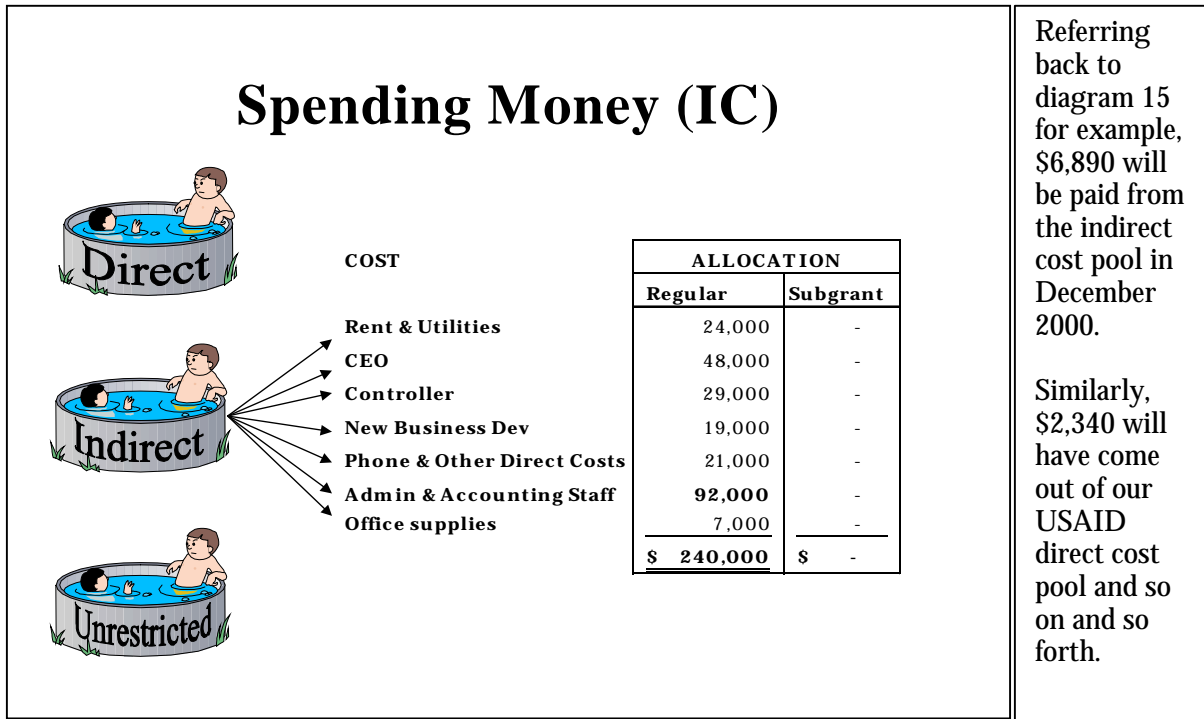 Spending Money (IC)
Direct
Indirect
Unrestricted
COST
ALLOCATION
Regular Subgrant
Rent & Utilities 24,000 -
CEO 48,000 -
Controller 29,000 -
New Business Dev 19,000 -
Phone & Other Direct Costs 21,000 -
Admin & Accounting Staff 92,000 -
Office supplies 7,000 -
$ 240,000 $ -
Referring
back to
diagram 15
for example,
$6,890 will
be paid from
the indirect
cost pool in
December
2000.
Similarly,
$2,340 will
have come
out of our
USAID
direct cost
pool and so
on and so
forth.